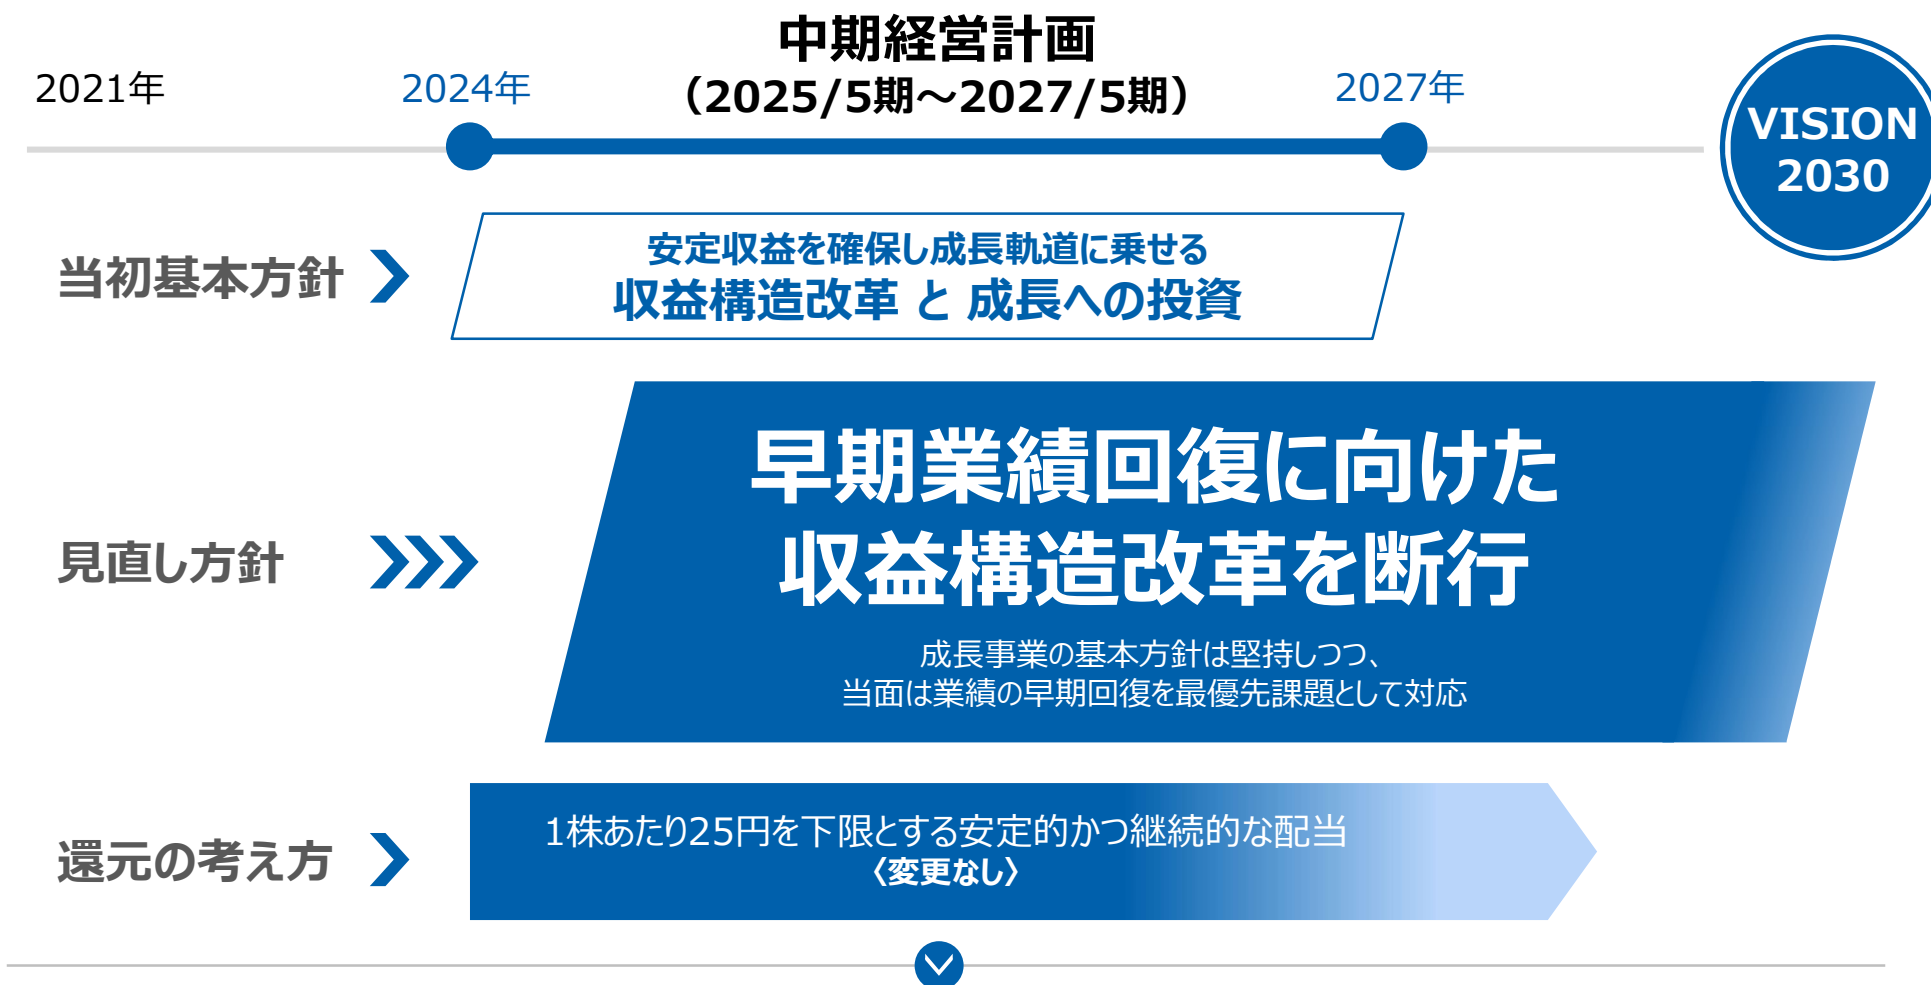 中期経営計画
（2025/5期～2027/5期）
2021年
2024年
2027年
VISION
2030
当初基本方針
安定収益を確保し成長軌道に乗せる
収益構造改革 と 成長への投資
見直し方針
早期業績回復に向けた
収益構造改革を断行
成長事業の基本方針は堅持しつつ、
当面は業績の早期回復を最優先課題として対応
還元の考え方
1株あたり25円を下限とする安定的かつ継続的な配当
〈変更なし〉